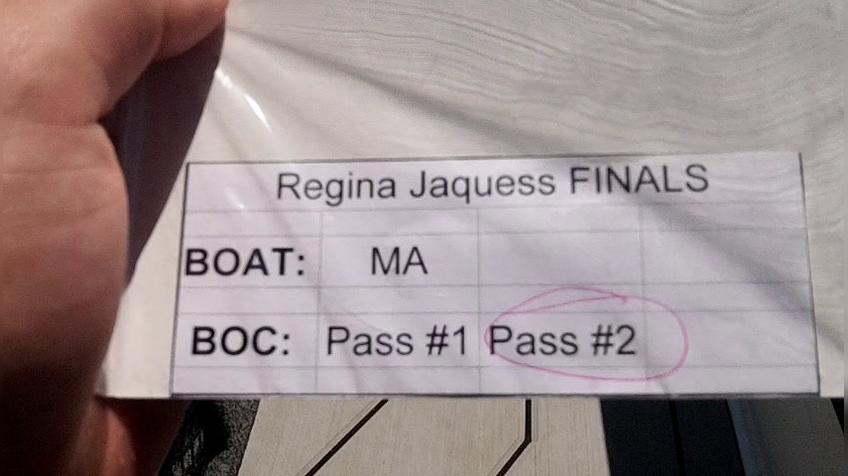 Regina Jaquess FINALS
BOAT: MA
BOC: Pass #1 Pass #2